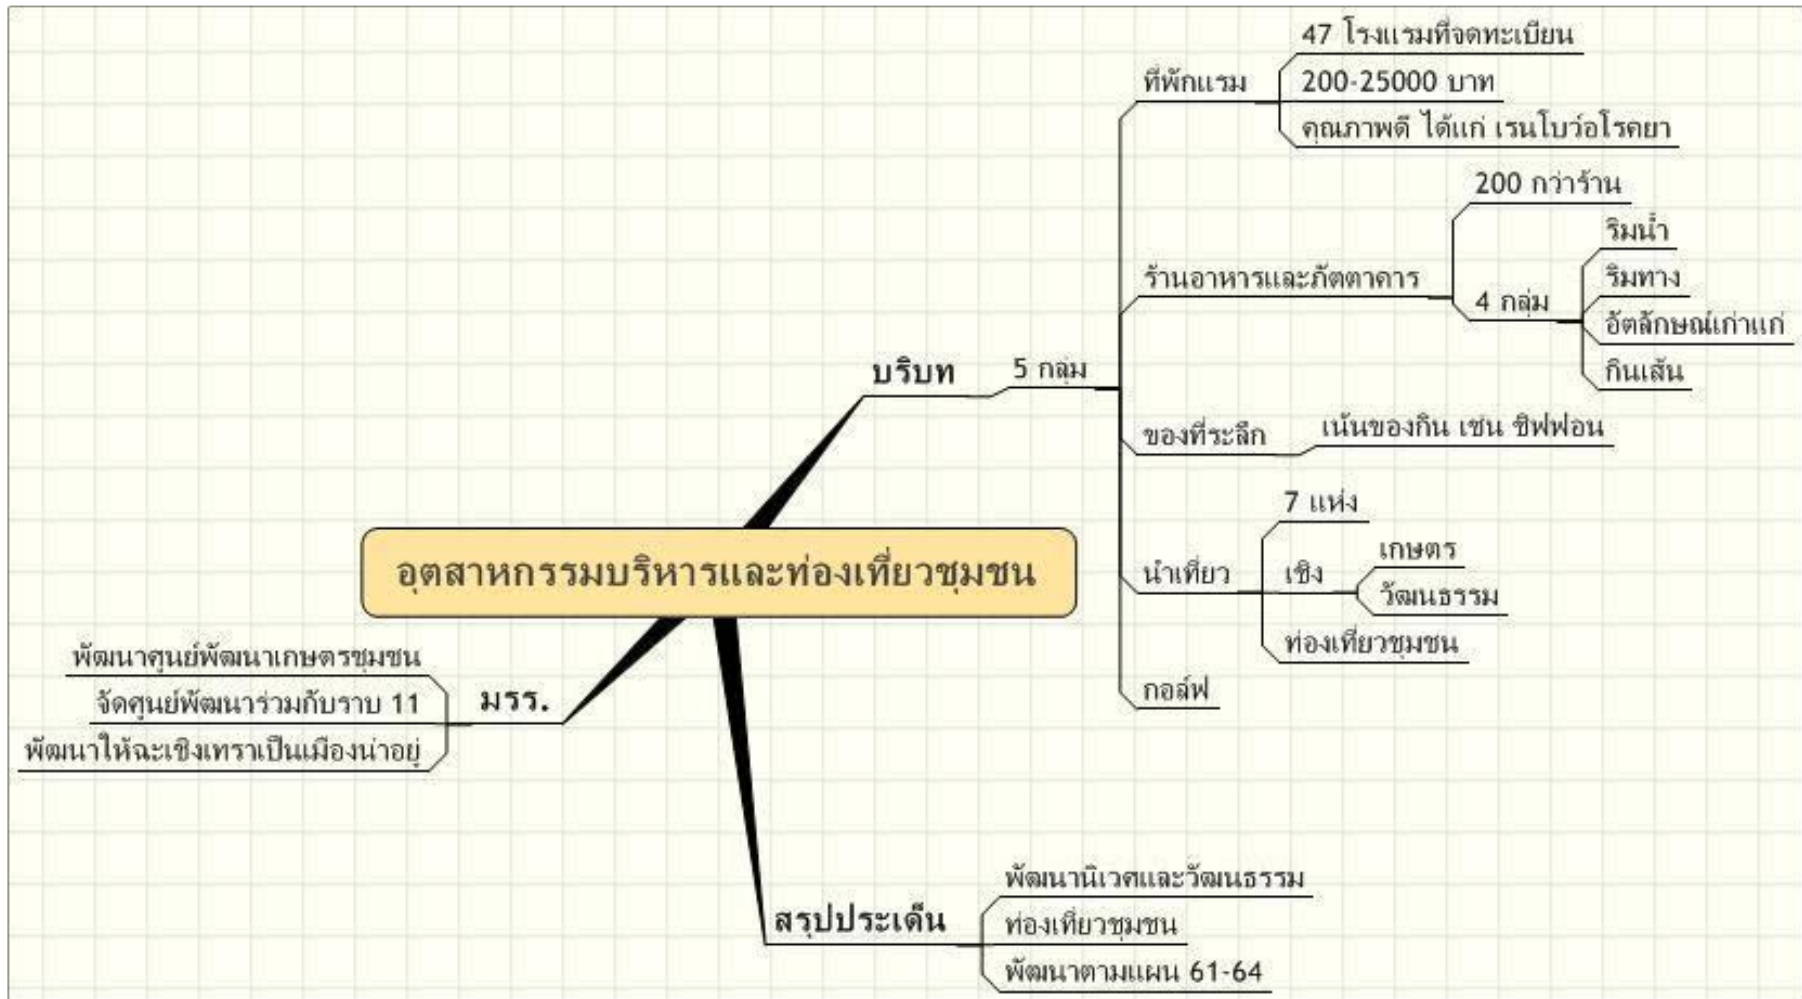 47 โรงแรมที่จดทะเบียน
ที่พักแรม
200-25000 บาท
คุณภาพดี ได้แก่ เรนโบว์อโรคยา
200 กว่าร้าน
ริมน้ำ
ร้านอาหารและภัตตาคาร
ริมทาง
4 กลุ่ม
อัตลักษณ์เก่าแก่
กินเส้น
บริบท
5 กลุ่ม
ของที่ระลึก
เน้นของกิน เช่น ชิฟฟอน
7 แห่ง
นำเที่ยว
เชิง
เกษตร
วัฒนธรรม
ท่องเที่ยวชุมชน
กอล์ฟ
อุตสาหกรรมบริหารและท่องเที่ยวชุมชน
พัฒนาศูนย์พัฒนาเกษตรชุมชน
จัดศูนย์พัฒนาร่วมกับราบ 11
มรร.
พัฒนาให้ฉะเชิงเทราเป็นเมืองน่าอยู่
สรุปประเด็น
พัฒนานิเวศและวัฒนธรรม
ท่องเที่ยวชุมชน
พัฒนาตามแผน 61-64